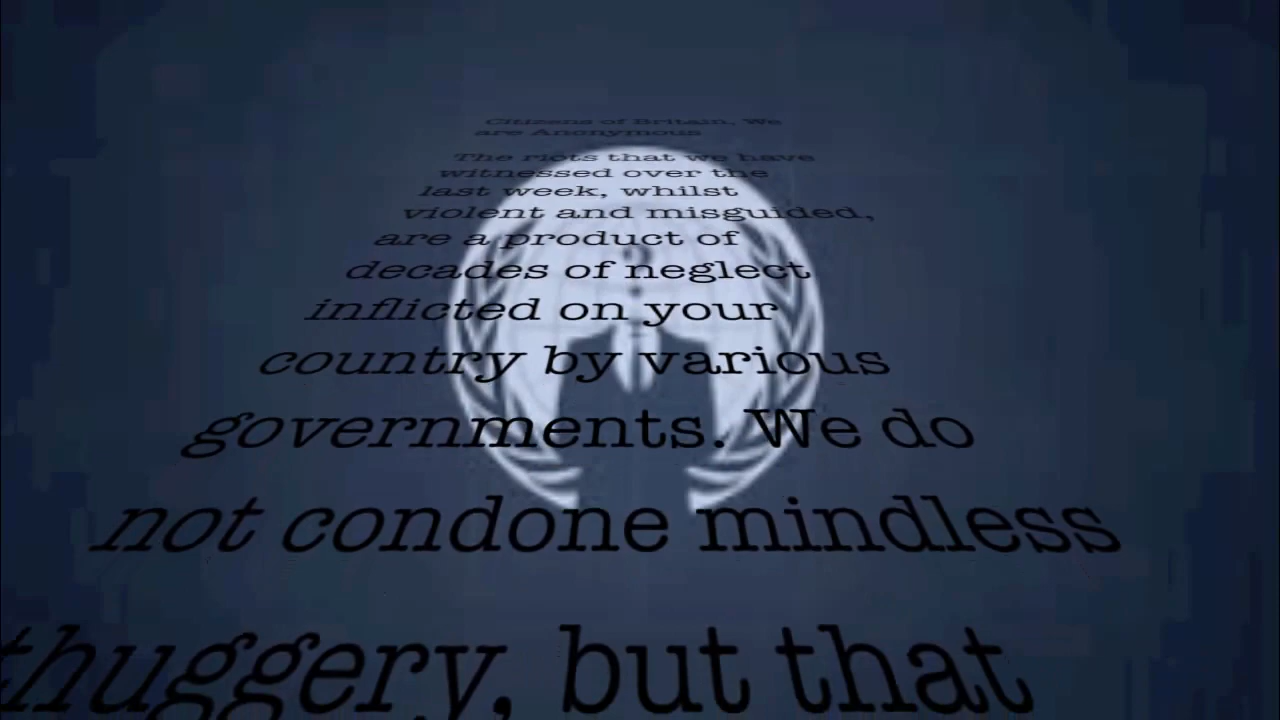 Citizens of Britain. We
are Anonymous
The riots that we have
witnessed over the
last week, whilst
violent and misguided,
are a product of
decades of neglect
inflicted on your
country by various
governments. We do
not condone mindless
thuggery, but that